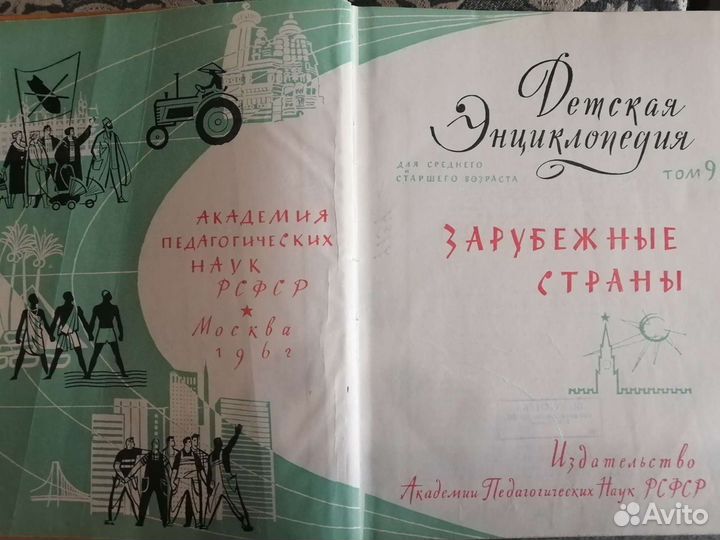 АКАДЕМИЯ
ПЕДАГОГИЧЕСКИХ
НАУК
РСФСР
Москва
1962
Детская
Энциклопедия
ДЛЯ СРЕДНЕГО
И
СТАРШЕГО ВОЗРАСТА
ТОМ 9
ЗАРУБЕЖНЫЕ
СТРАНЫ
Издательство
Академии Педагогических Наук РСФСР
Avito